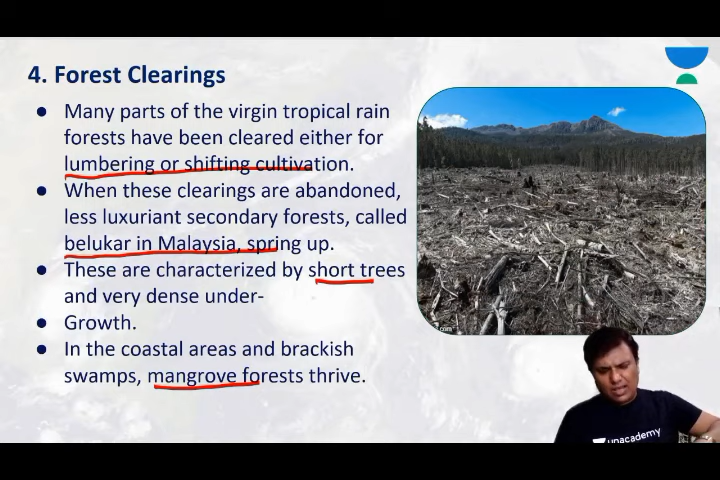 4. Forest Clearings
● Many parts of the virgin tropical rain
forests have been cleared either for
lumbering or shifting cultivation.
● When these clearings are abandoned,
less luxuriant secondary forests, called
belukar in Malaysia, spring up.
● These are characterized by short trees
and very dense under-
● Growth.
● In the coastal areas and brackish
swamps, mangrove forests thrive.
unacademy